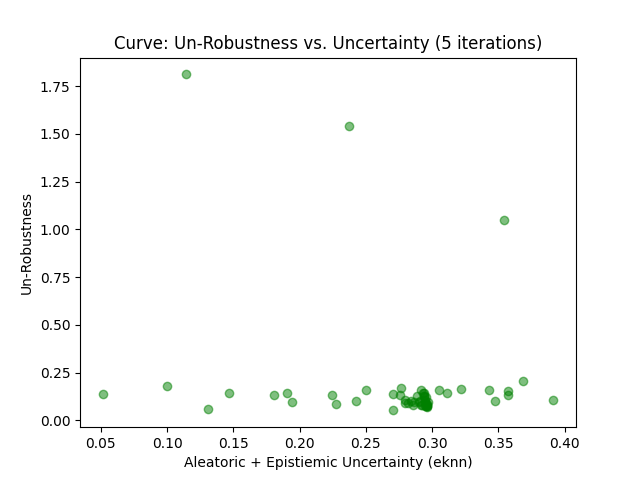 Curve: Un-Robustness vs. Uncertainty (5 iterations)
1.75
1.50
1.25
1.00
0.75
0.50
0.25
0.00
Un-Robustness
0.05 0.10 0.15 0.20 0.25 0.30 0.35 0.40
Aleatoric + Epistiemic Uncertainty (eknn)